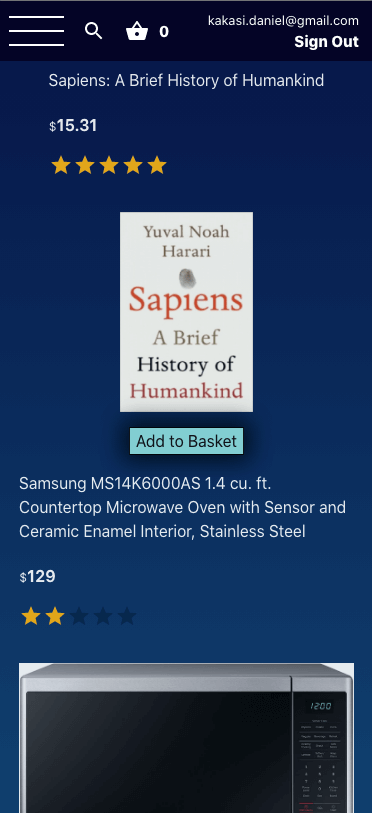 kakasi.daniel@gmail.com
0
Sign Out
Sapiens: A Brief History of Humankind
$15.31
Yuval Noah
Harari
Sapiens
A Brief
History of
Humankind
Add to Basket
Samsung MS14K6000AS 1.4 cu. ft.
Countertop Microwave Oven with Sensor and
Ceramic Enamel Interior, Stainless Steel
$129
1200